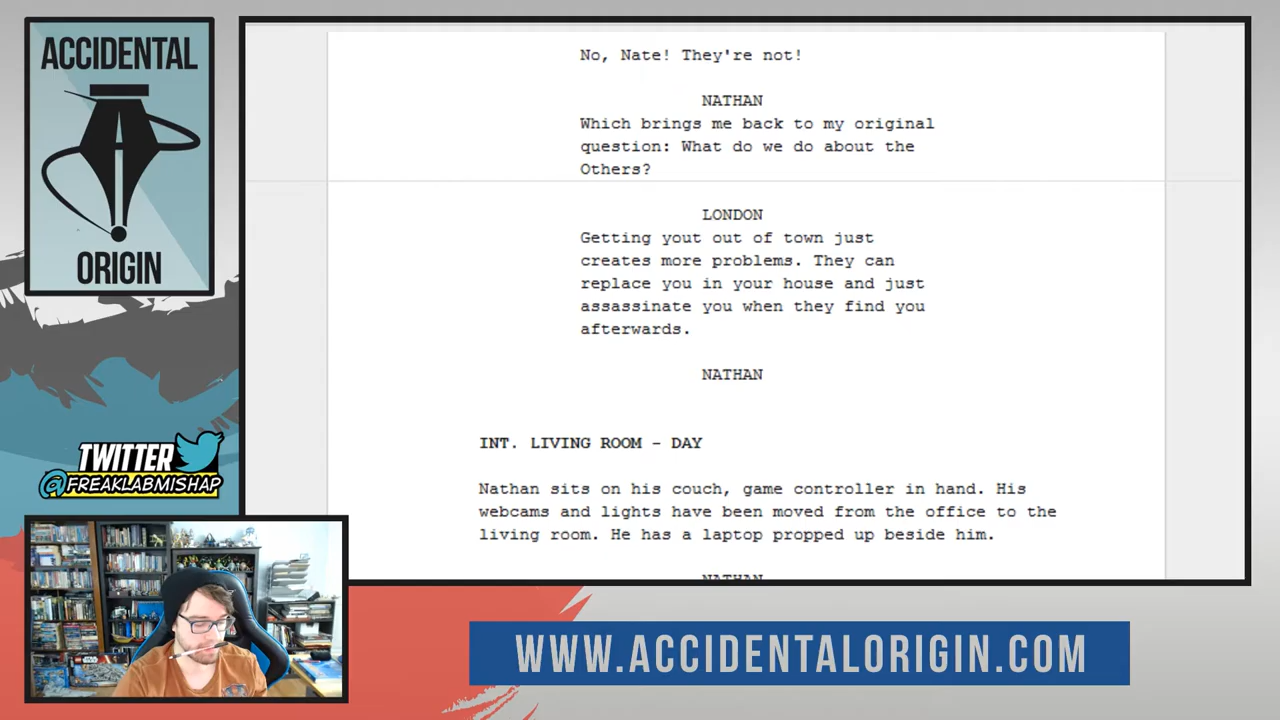 ACCIDENTAL
ORIGIN
No, Nate! They're not!
NATHAN
Which brings me back to my original
question: What do we do about the
Others?
LONDON
Getting yout out of town just
creates more problems. They can
replace you in your house and just
assassinate you when they find you
afterwards.
NATHAN
INT. LIVING ROOM - DAY
Nathan sits on his couch, game controller in hand. His
webcams and lights have been moved from the office to the
living room. He has a laptop propped up beside him.
NATHAN
TWITTER
@FREAKLABMISHAP
WWW.ACCIDENTALORIGIN.COM